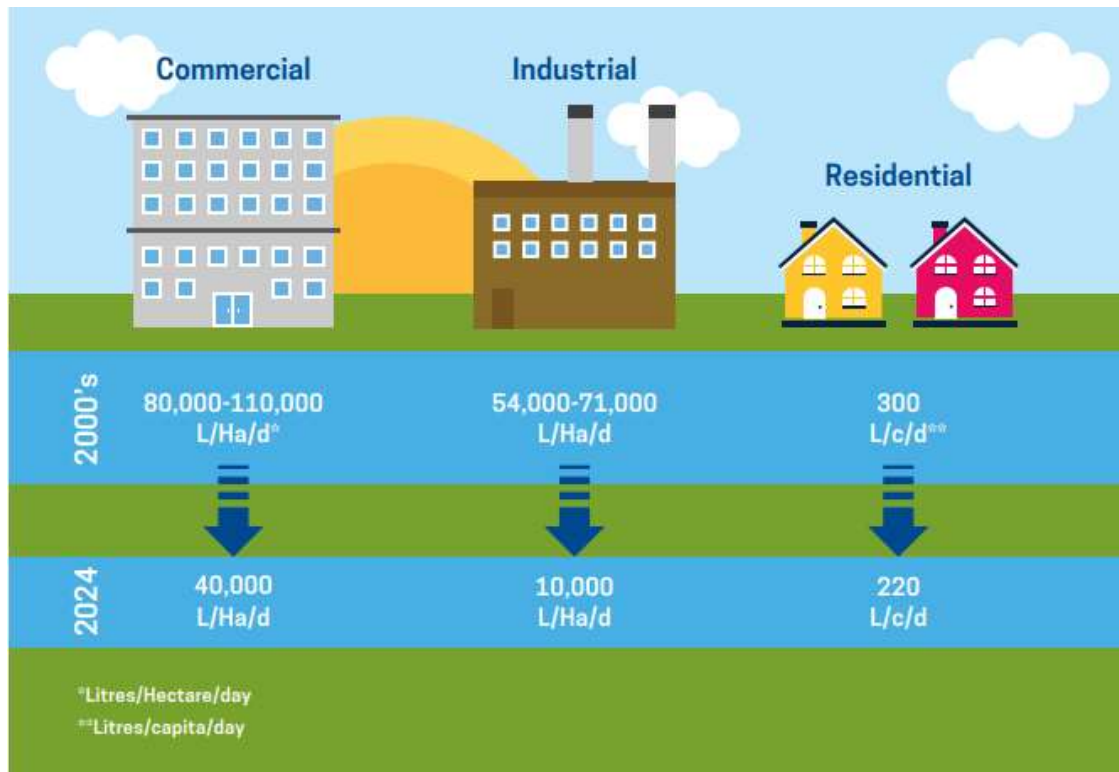 Commercial
Industrial
Residential
2000's
80,000-110,000
L/Ha/d*
54,000-71,000
L/Ha/d
300
L/c/d**
2024
40,000
L/Ha/d
10,000
L/Ha/d
220
L/c/d
*Litres/Hectare/day
**Litres/capita/day